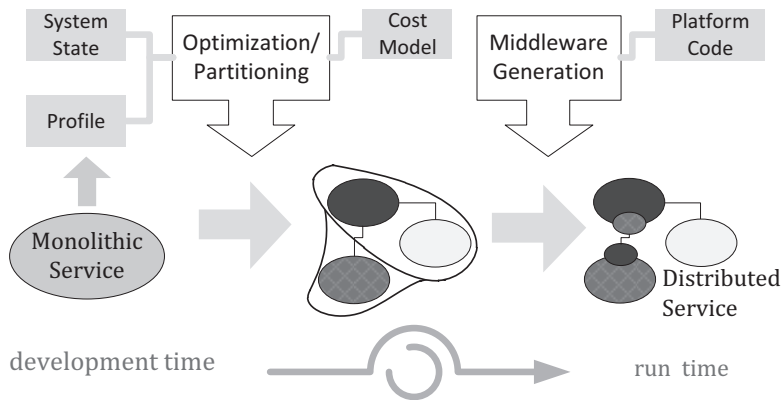 System
State
Optimization/
Partitioning
Cost
Model
Middleware
Generation
Platform
Code
Profile
Monolithic
Service
Distributed
Service
development time
run time